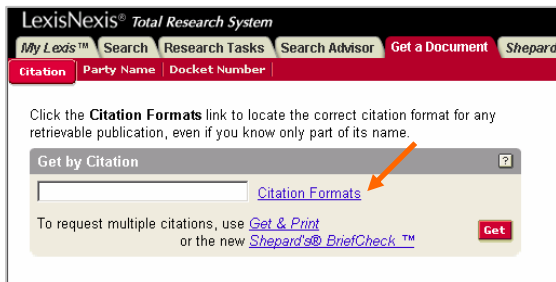 LexisNexis® Total Research System
My Lexis™ Search Research Tasks Search Advisor Get a Document Shepard
Citation Party Name Docket Number
Click the Citation Formats link to locate the correct citation format for any
retrievable publication, even if you know only part of its name.
Get by Citation ?
Citation Formats
To request multiple citations, use Get & Print
or the new Shepard's® BriefCheck ™
Get